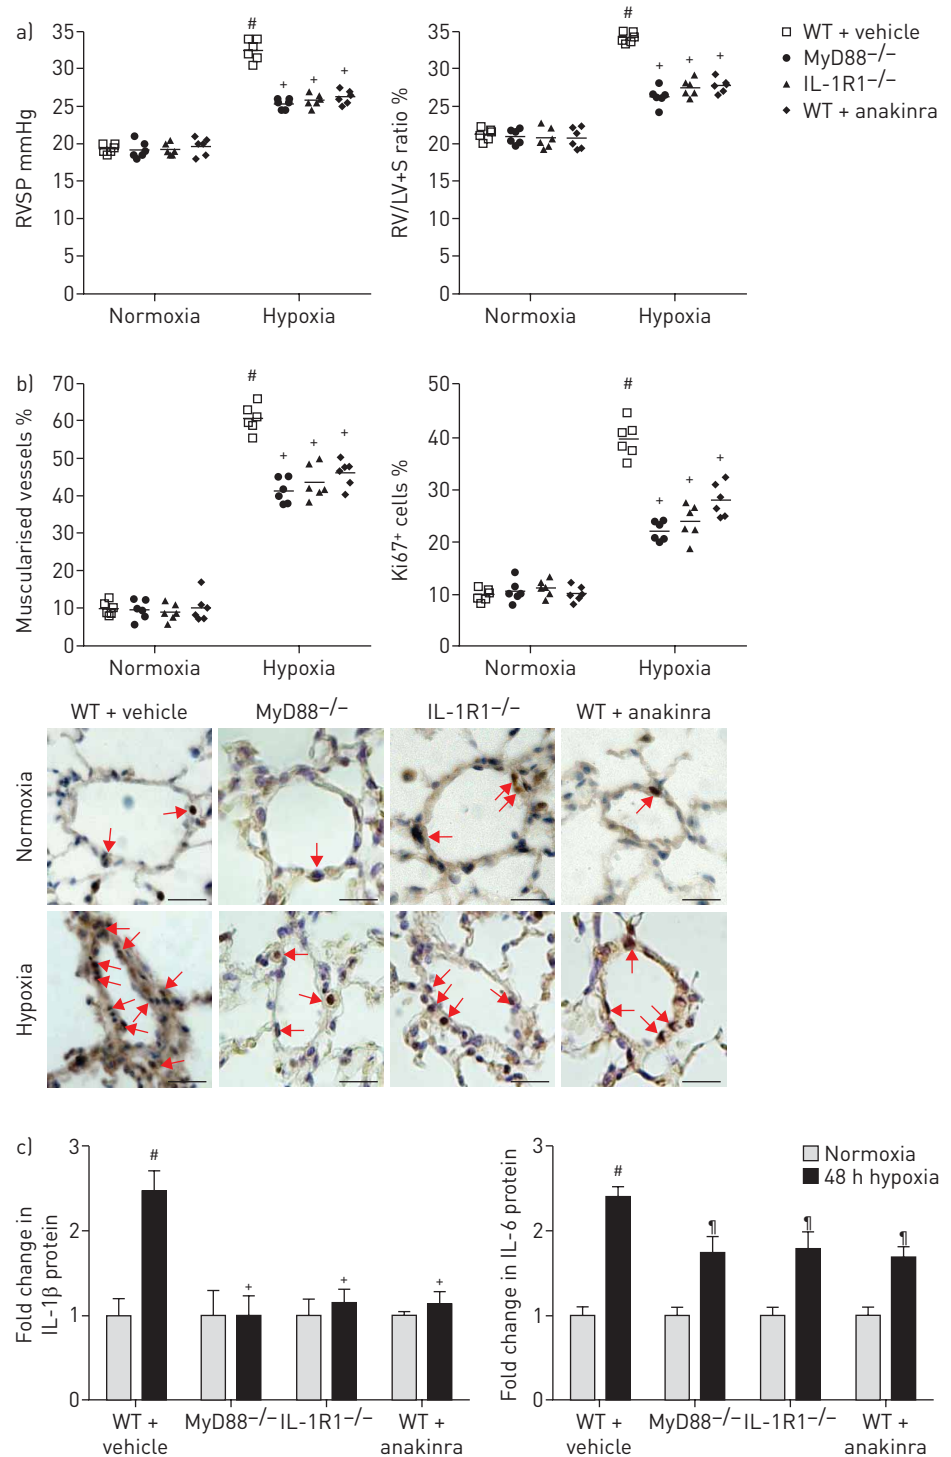 a)
RVSP mmHg
35
30
25
20
15
10
5
0
#
+ + +
Normoxia Hypoxia
RV/LV+S ratio %
35
30
25
20
15
10
5
0
#
+ + +
Normoxia Hypoxia
WT + vehicle
MyD88−/−
IL-1R1−/−
WT + anakinra
b)
Muscularised vessels %
70
60
50
40
30
20
10
0
#
+ + +
Normoxia Hypoxia
Ki67+ cells %
50
40
30
20
10
0
#
+ + +
Normoxia Hypoxia
WT + vehicle MyD88−/− IL-1R1−/− WT + anakinra
Normoxia
Hypoxia
c)
Fold change in
IL-1β protein
3
2
1
0
#
+ + +
WT + vehicle MyD88−/− IL-1R1−/− WT + anakinra
Fold change in IL-6 protein
3
2
1
0
#
¶ ¶ ¶
WT + vehicle MyD88−/− IL-1R1−/− WT + anakinra
Normoxia
48 h hypoxia